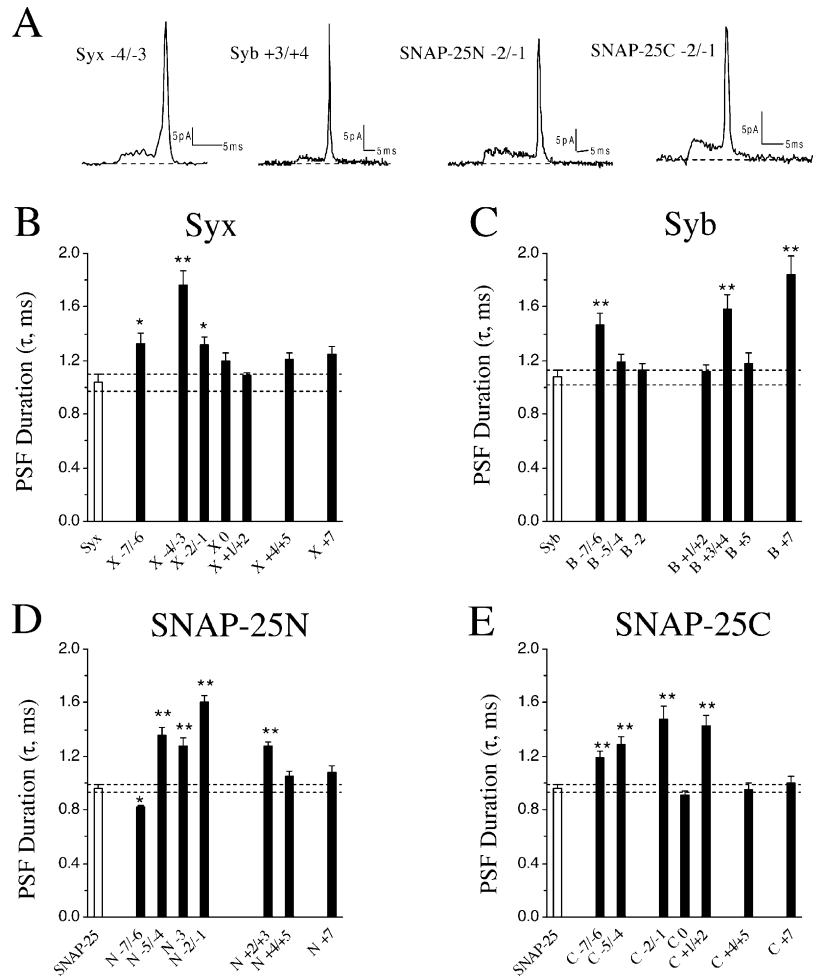 A
Syx -4/-3
Syb +3/+4
SNAP-25N -2/-1
SNAP-25C -2/-1
5pA
5ms
5pA
5ms
5pA
5ms
5pA
5ms
B
Syx
PSF Duration (τ, ms)
2.0
1.6
1.2
0.8
0.4
0.0
*
**
*
Syx
X -7/-6
X -4/-3
X -2/-1
X 0
X +1/+2
X +4/+5
X +7
C
Syb
PSF Duration (τ, ms)
2.0
1.6
1.2
0.8
0.4
0.0
**
**
**
Syb
B -7/-6
B -5/-4
B -2
B +1/+2
B +3/+4
B +5
B +7
D
SNAP-25N
PSF Duration (τ, ms)
2.0
1.6
1.2
0.8
0.4
0.0
*
**
**
**
**
SNAP-25
N -7/-6
N -5/-4
N -3
N -2/-1
N +2/+3
N +4/+5
N +7
E
SNAP-25C
PSF Duration (τ, ms)
2.0
1.6
1.2
0.8
0.4
0.0
**
**
**
**
SNAP-25
C -7/-6
C -5/-4
C -2/-1
C 0
C +1/+2
C +4/+5
C +7